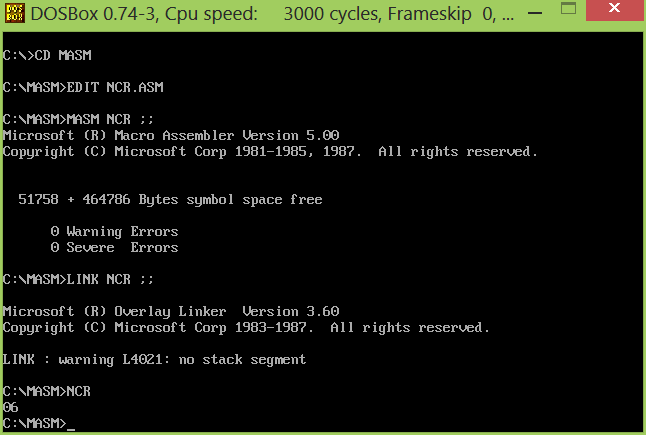 DOS BOX DOSBox 0.74-3, Cpu speed: 3000 cycles, Frameskip 0, ...
C:\>CD MASM
C:\MASM>EDIT NCR.ASM
C:\MASM>MASM NCR ;;
Microsoft (R) Macro Assembler Version 5.00
Copyright (C) Microsoft Corp 1981-1985, 1987.  All rights reserved.
51758 + 464786 Bytes symbol space free
0 Warning Errors
0 Severe  Errors
C:\MASM>LINK NCR ;;
Microsoft (R) Overlay Linker  Version 3.60
Copyright (C) Microsoft Corp 1983-1987.  All rights reserved.
LINK : warning L4021: no stack segment
C:\MASM>NCR
06
C:\MASM>_